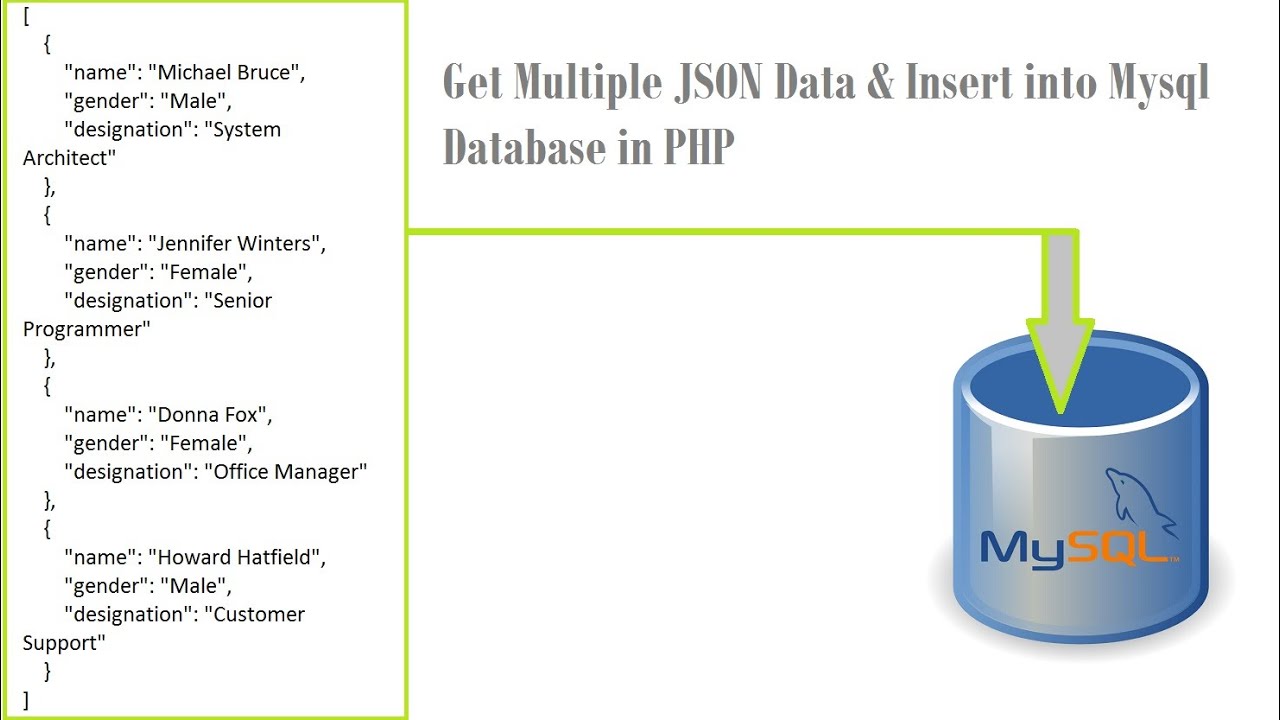 [
{
"name": "Michael Bruce",
"gender": "Male",
"designation": "System
Architect"
},
{
"name": "Jennifer Winters",
"gender": "Female",
"designation": "Senior
Programmer"
},
{
"name": "Donna Fox",
"gender": "Female",
"designation": "Office Manager"
},
{
"name": "Howard Hatfield",
"gender": "Male",
"designation": "Customer
Support"
}
]
Get Multiple JSON Data & Insert into Mysql
Database in PHP
MySQL™